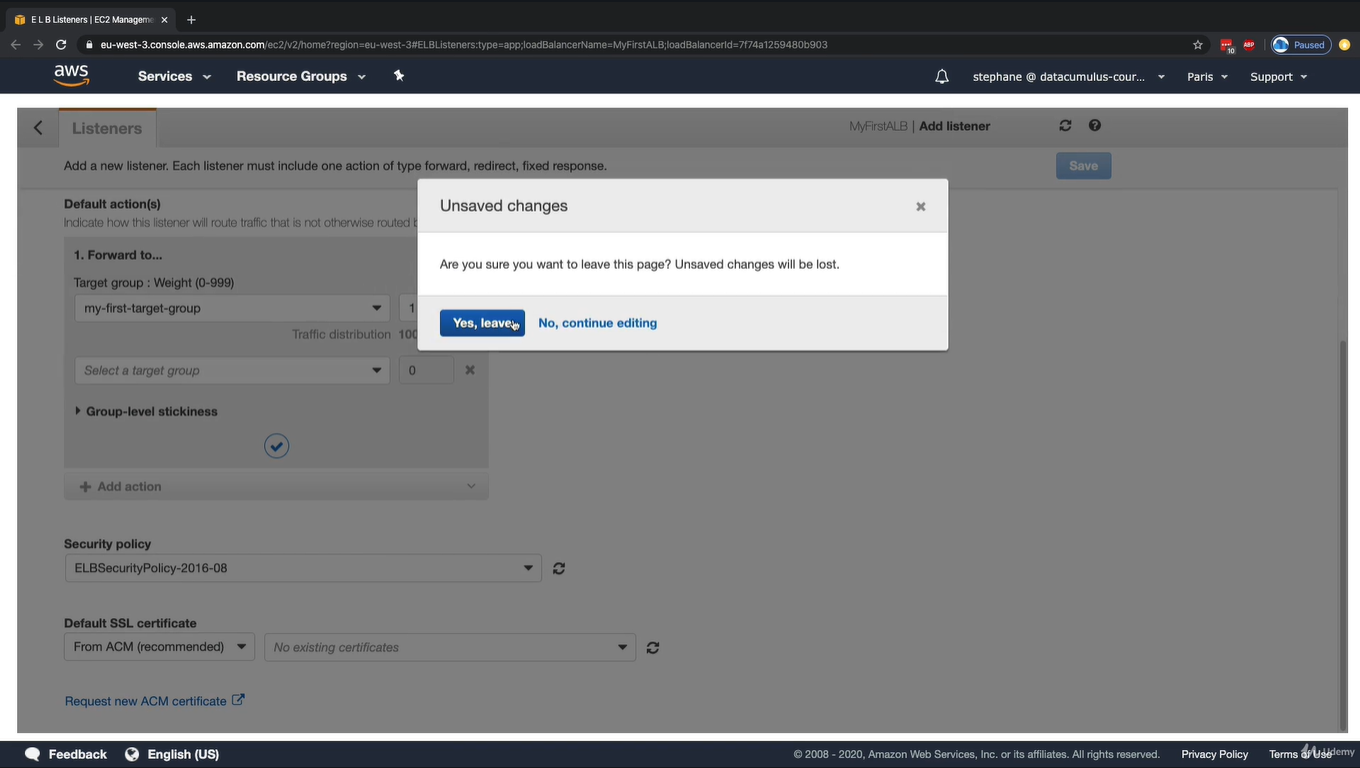 E L B Listeners | EC2 Manageme
eu-west-3.console.aws.amazon.com/ec2/v2/home?region=eu-west-3#ELBListeners:type=app;loadBalancerName=MyFirstALB;loadBalancerId=7f74a1259480b903
10
ABP
Paused
aws
Services
Resource Groups
stephane @ datacumulus-cour...
Paris
Support
Listeners
MyFirstALB | Add listener
Add a new listener. Each listener must include one action of type forward, redirect, fixed response.
Save
Default action(s)
Indicate how this listener will route traffic that is not otherwise routed
Unsaved changes
Are you sure you want to leave this page? Unsaved changes will be lost.
Yes, leave
No, continue editing
1. Forward to...
Target group : Weight (0-999)
my-first-target-group
1
Traffic distribution 100
Select a target group
0
Group-level stickiness
Add action
Security policy
ELBSecurityPolicy-2016-08
Default SSL certificate
From ACM (recommended)
No existing certificates
Request new ACM certificate
Feedback
English (US)
© 2008 - 2020, Amazon Web Services, Inc. or its affiliates. All rights reserved.
Privacy Policy
Terms of Use
Udemy